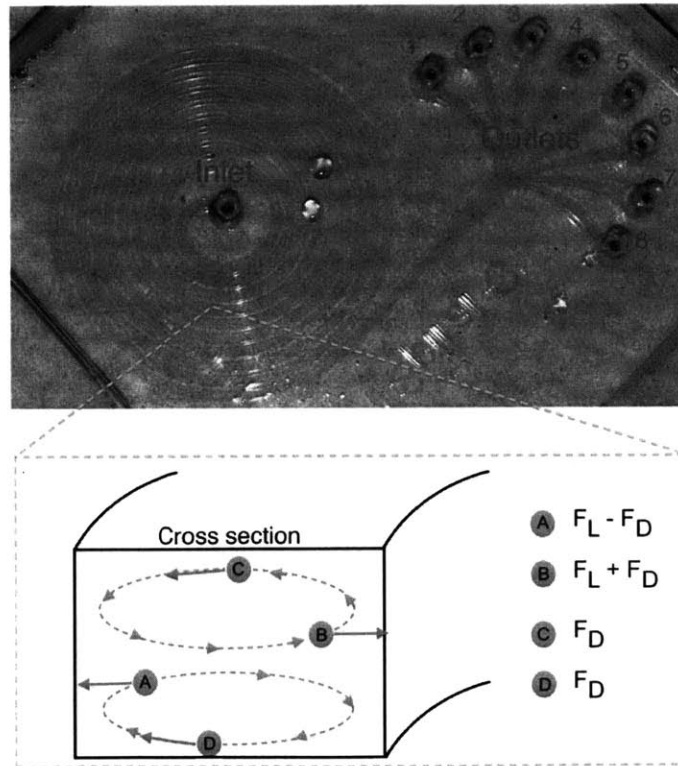 1
2
3
4
5
6
7
8
Inlet
Outlets
Cross section
C
B
A
D
A F_L - F_D
B F_L + F_D
C F_D
D F_D